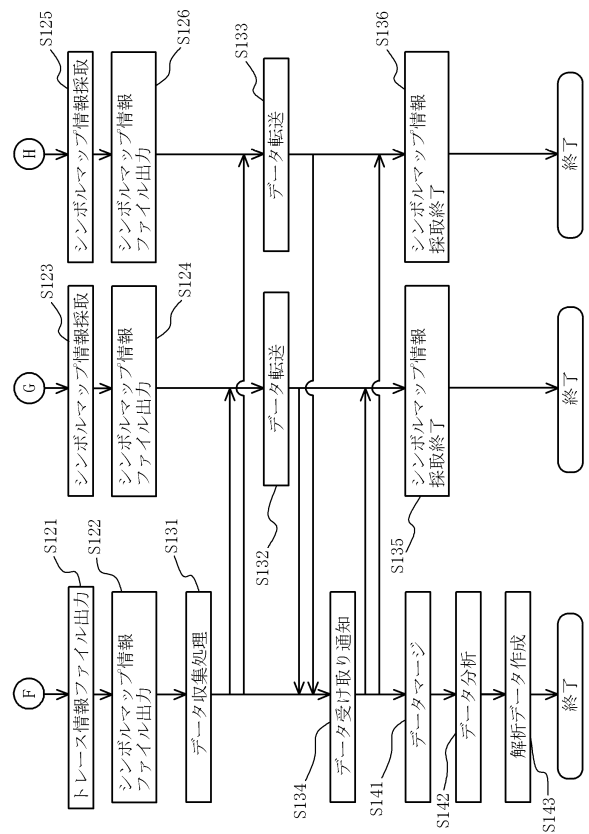 F
トレース情報ファイル出力
S121
シンボルマップ情報
ファイル出力
S122
データ収集処理
S131
データ受け取り通知
S134
データマージ
S141
データ分析
S142
解析データ作成
S143
終了
G
シンボルマップ情報採取
S123
シンボルマップ情報
ファイル出力
S124
データ転送
S132
シンボルマップ情報
採取終了
S135
終了
H
シンボルマップ情報採取
S125
シンボルマップ情報
ファイル出力
S126
データ転送
S133
シンボルマップ情報
採取終了
S136
終了